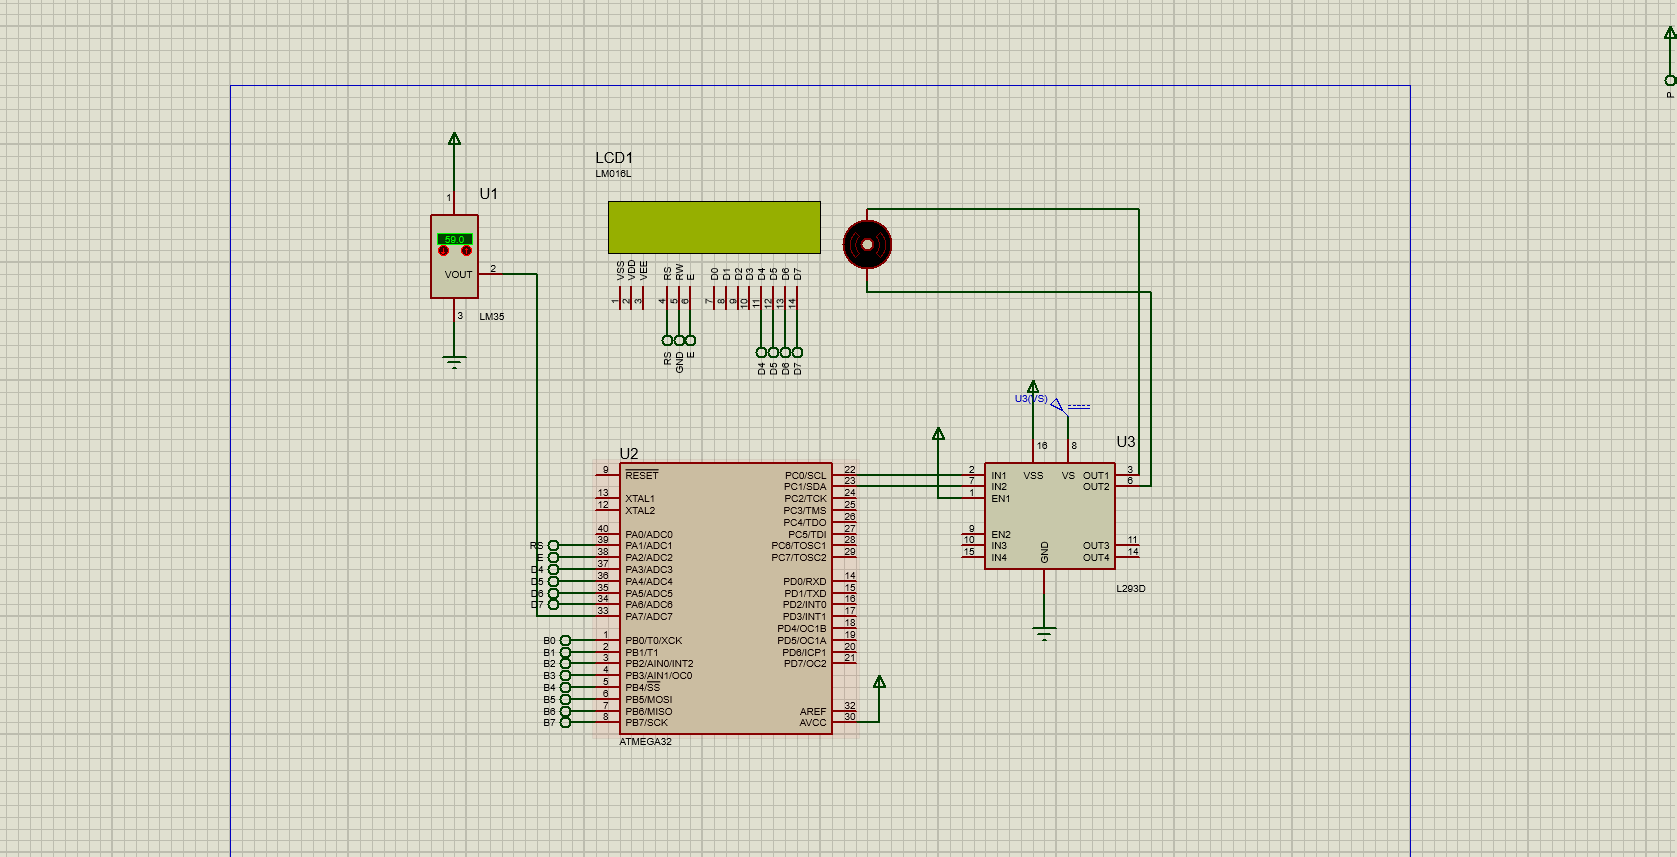 P
LCD1
LM016L
U1
1
59.0
VOUT
2
3
LM35
VSS
VDD
VEE
RS
RW
E
D0
D1
D2
D3
D4
D5
D6
D7
1
2
3
4
5
6
7
8
9
10
11
12
13
14
RS
GND
E
D4
D5
D6
D7
U3(VS)
16
8
U3
2 IN1
7 IN2
1 EN1
VSS
VS
OUT1 3
OUT2 6
9 EN2
10 IN3
15 IN4
GND
OUT3 11
OUT4 14
L293D
U2
9 RESET
13 XTAL1
12 XTAL2
40 PA0/ADC0
RS 39 PA1/ADC1
E 38 PA2/ADC2
D4 37 PA3/ADC3
D5 36 PA4/ADC4
D6 35 PA5/ADC5
D7 34 PA6/ADC6
33 PA7/ADC7
B0 1 PB0/T0/XCK
B1 2 PB1/T1
B2 3 PB2/AIN0/INT2
B3 4 PB3/AIN1/OC0
B4 5 PB4/SS
B5 6 PB5/MOSI
B6 7 PB6/MISO
B7 8 PB7/SCK
PC0/SCL 22
PC1/SDA 23
PC2/TCK 24
PC3/TMS 25
PC4/TDO 26
PC5/TDI 27
PC6/TOSC1 28
PC7/TOSC2 29
PD0/RXD 14
PD1/TXD 15
PD2/INT0 16
PD3/INT1 17
PD4/OC1B 18
PD5/OC1A 19
PD6/ICP1 20
PD7/OC2 21
AREF 32
AVCC 30
ATMEGA32